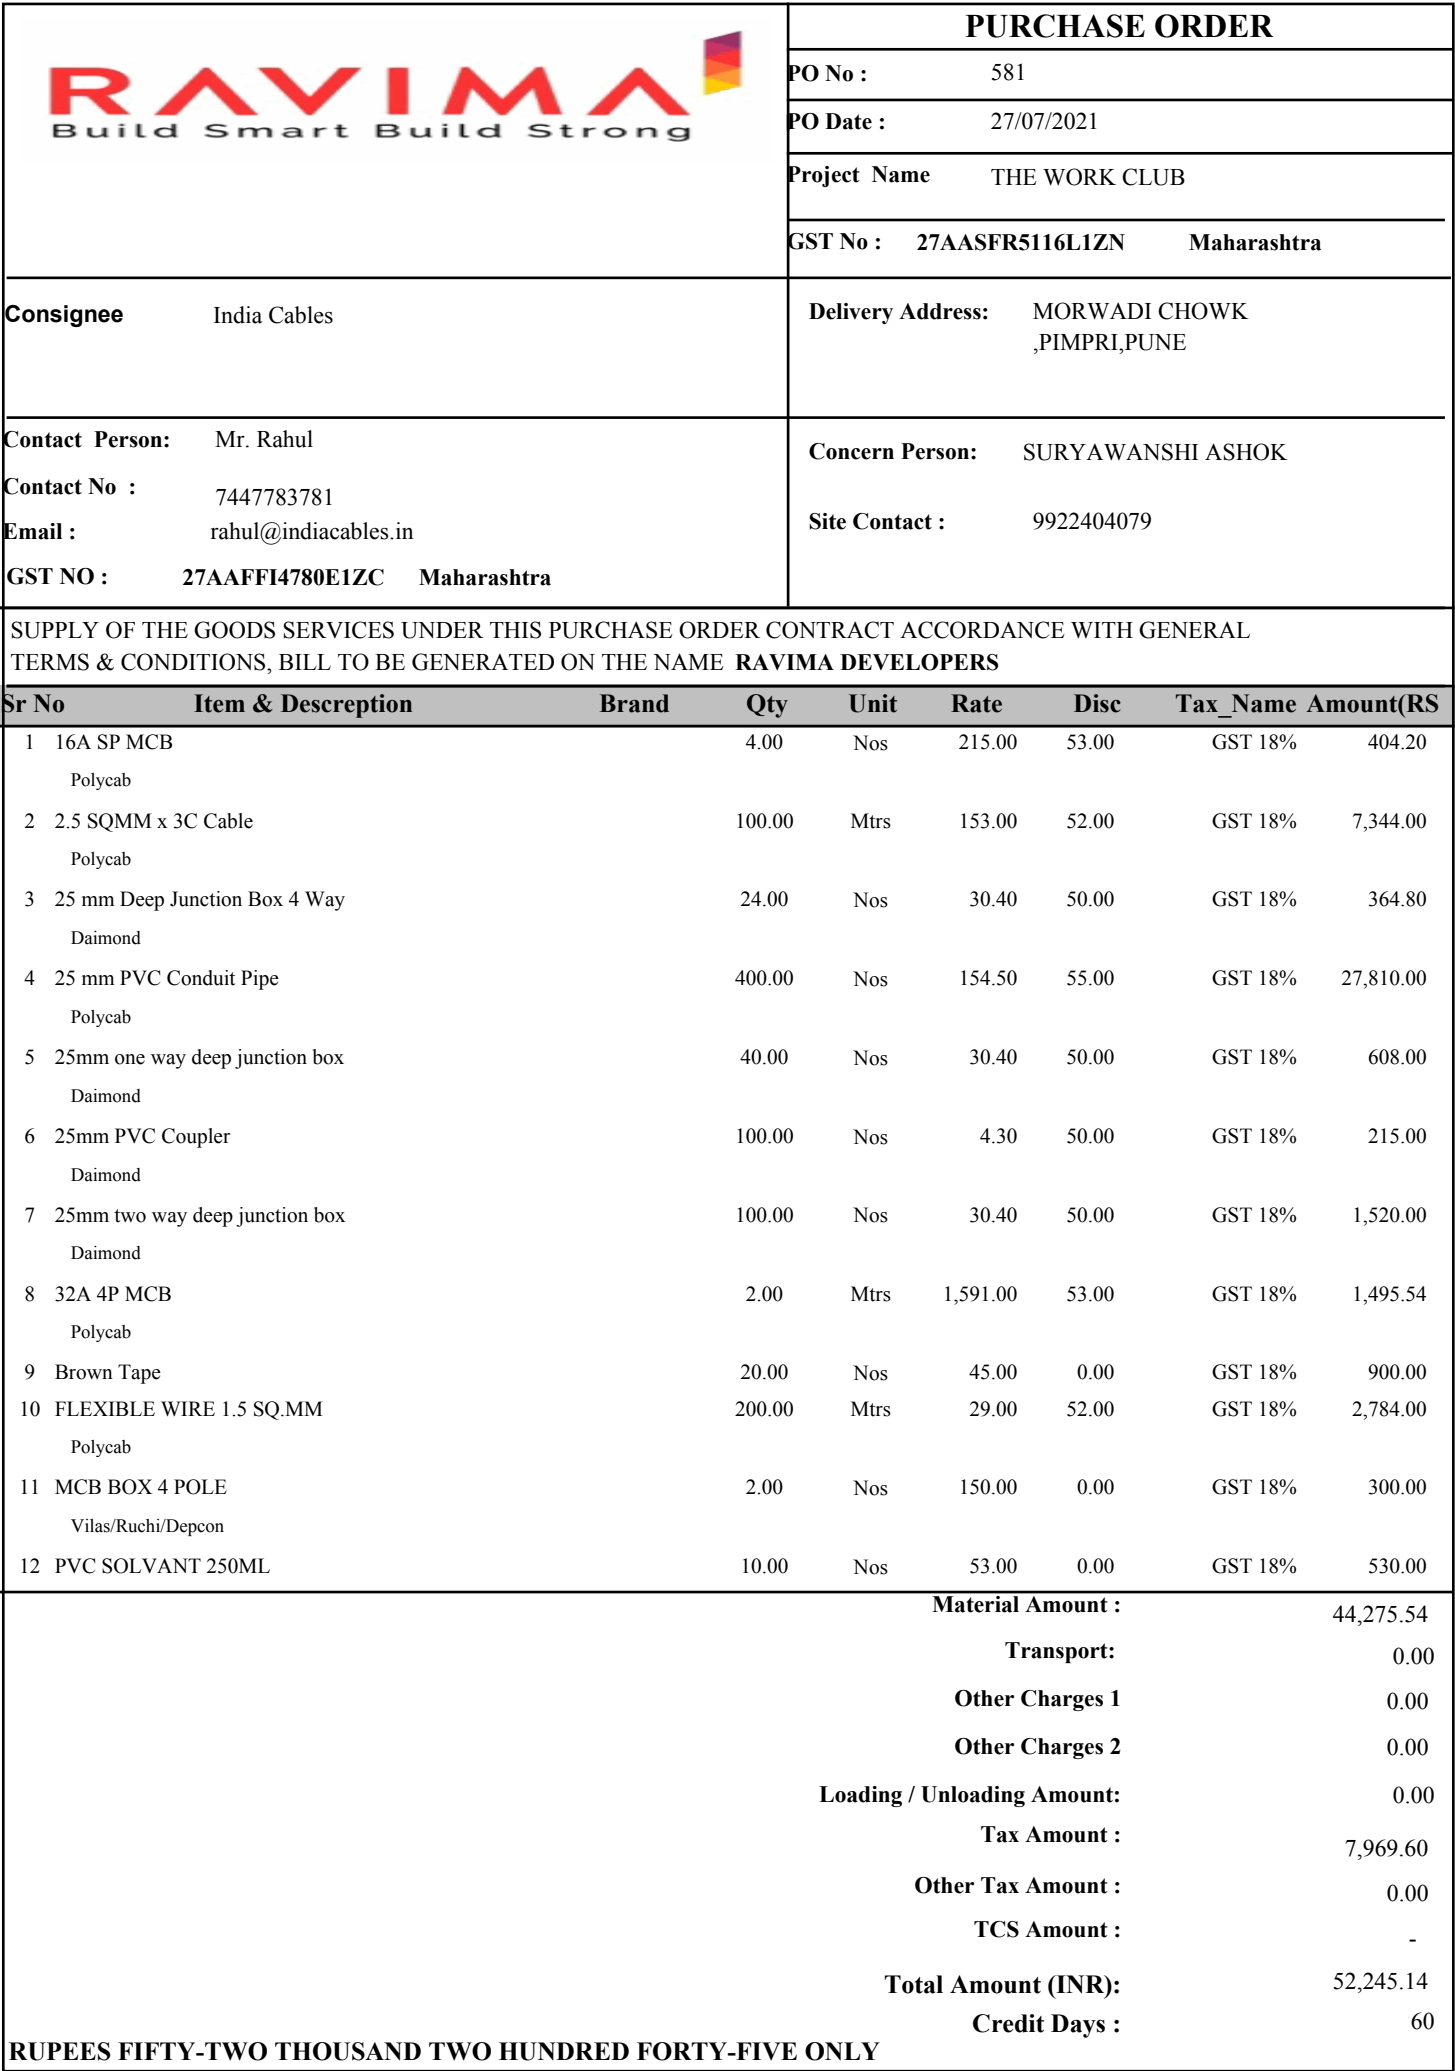 RAVIMA
Build Smart Build Strong
PURCHASE ORDER
PO No : 581
PO Date : 27/07/2021
Project Name THE WORK CLUB
GST No : 27AASFR5116L1ZN Maharashtra
Consignee India Cables
Delivery Address: MORWADI CHOWK
,PIMPRI,PUNE
Contact Person: Mr. Rahul
Contact No : 7447783781
Email : rahul@indiacables.in
GST NO : 27AAFFI4780E1ZC Maharashtra
Concern Person: SURYAWANSHI ASHOK
Site Contact : 9922404079
SUPPLY OF THE GOODS SERVICES UNDER THIS PURCHASE ORDER CONTRACT ACCORDANCE WITH GENERAL
TERMS & CONDITIONS, BILL TO BE GENERATED ON THE NAME RAVIMA DEVELOPERS
Sr No Item & Descreption Brand Qty Unit Rate Disc Tax_Name Amount(RS
1 16A SP MCB 4.00 Nos 215.00 53.00 GST 18% 404.20
Polycab
2 2.5 SQMM x 3C Cable 100.00 Mtrs 153.00 52.00 GST 18% 7,344.00
Polycab
3 25 mm Deep Junction Box 4 Way 24.00 Nos 30.40 50.00 GST 18% 364.80
Daimond
4 25 mm PVC Conduit Pipe 400.00 Nos 154.50 55.00 GST 18% 27,810.00
Polycab
5 25mm one way deep junction box 40.00 Nos 30.40 50.00 GST 18% 608.00
Daimond
6 25mm PVC Coupler 100.00 Nos 4.30 50.00 GST 18% 215.00
Daimond
7 25mm two way deep junction box 100.00 Nos 30.40 50.00 GST 18% 1,520.00
Daimond
8 32A 4P MCB 2.00 Mtrs 1,591.00 53.00 GST 18% 1,495.54
Polycab
9 Brown Tape 20.00 Nos 45.00 0.00 GST 18% 900.00
10 FLEXIBLE WIRE 1.5 SQ.MM 200.00 Mtrs 29.00 52.00 GST 18% 2,784.00
Polycab
11 MCB BOX 4 POLE 2.00 Nos 150.00 0.00 GST 18% 300.00
Vilas/Ruchi/Depcon
12 PVC SOLVANT 250ML 10.00 Nos 53.00 0.00 GST 18% 530.00
Material Amount : 44,275.54
Transport: 0.00
Other Charges 1 0.00
Other Charges 2 0.00
Loading / Unloading Amount: 0.00
Tax Amount : 7,969.60
Other Tax Amount : 0.00
TCS Amount : -
Total Amount (INR): 52,245.14
Credit Days : 60
RUPEES FIFTY-TWO THOUSAND TWO HUNDRED FORTY-FIVE ONLY